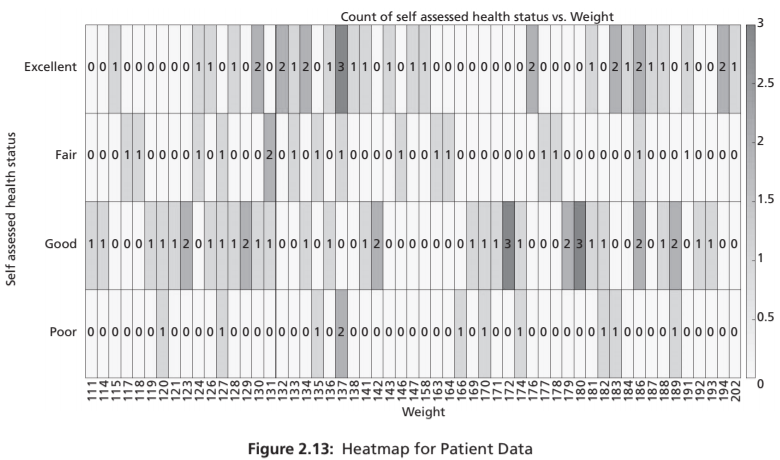 Count of self assessed health status vs. Weight
Excellent 0 0 1 0 0 0 0 0 0 1 1 0 1 0 2 0 2 1 2 0 1 3 1 1 0 1 0 1 1 0 0 0 0 0 0 0 0 2 0 0 0 0 1 0 2 1 2 1 1 0 1 0 0 2 1
Fair 0 0 0 1 1 0 0 0 0 1 0 1 0 0 0 2 0 1 0 1 0 1 0 0 0 0 1 0 0 1 1 0 0 0 0 0 0 0 1 1 0 0 0 0 0 0 1 0 0 0 1 0 0 0 0
Good 1 1 0 0 0 1 1 1 2 0 1 1 1 2 1 1 0 0 1 0 1 0 0 1 2 0 0 0 0 0 0 0 1 1 1 3 1 0 0 0 2 3 1 1 0 0 2 0 1 2 0 1 1 0 0
Poor 0 0 0 0 0 0 1 0 0 0 0 1 0 0 0 0 0 0 0 1 0 2 0 0 0 0 0 0 0 0 0 1 0 1 0 0 1 0 0 0 0 0 0 1 1 0 0 0 0 1 0 0 0 0 0
Self assessed health status
111 114 115 117 118 119 120 121 123 124 126 127 128 129 130 131 132 133 134 135 136 137 138 141 142 143 146 147 158 163 164 166 169 170 171 172 174 176 177 178 179 180 181 182 183 184 186 187 188 189 191 192 193 194 202
Weight
3
2.5
2
1.5
1
0.5
0
Figure 2.13: Heatmap for Patient Data